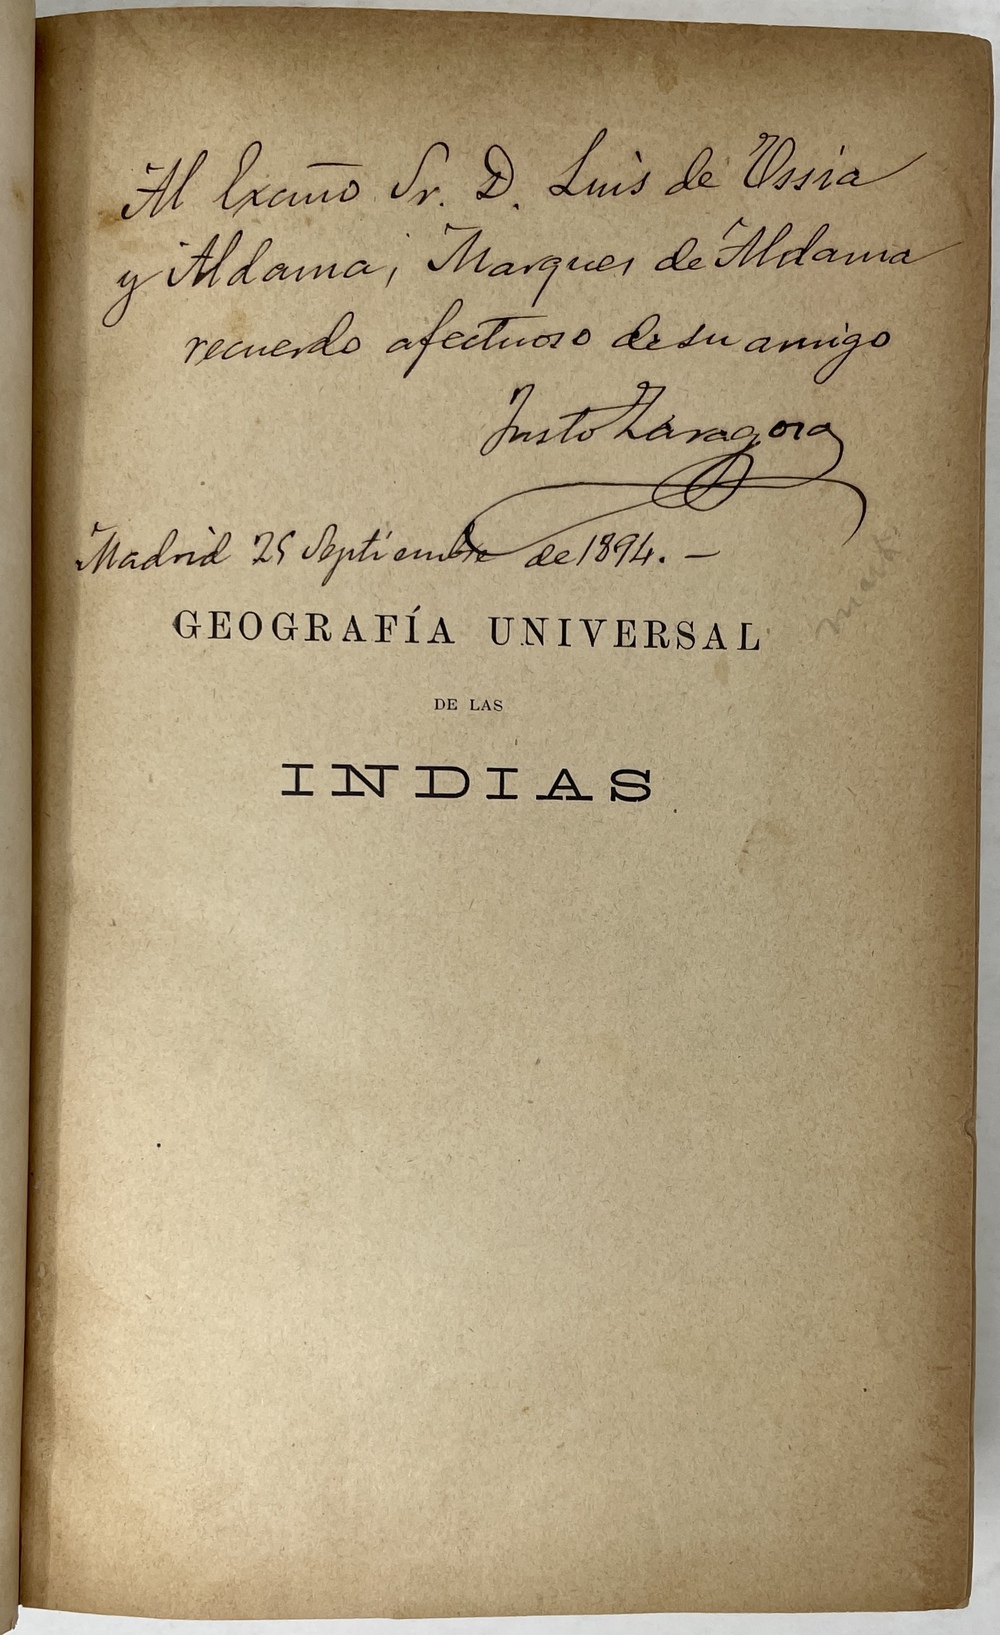 Al Excmo Sr. D. Luis de Ussia
y Aldama, Marques de Aldama
recuerdo afectuoso de su amigo
Justo Zaragoza
Madrid 25 Septiembre de 1894. —
GEOGRAFÍA UNIVERSAL
DE LAS
INDIAS